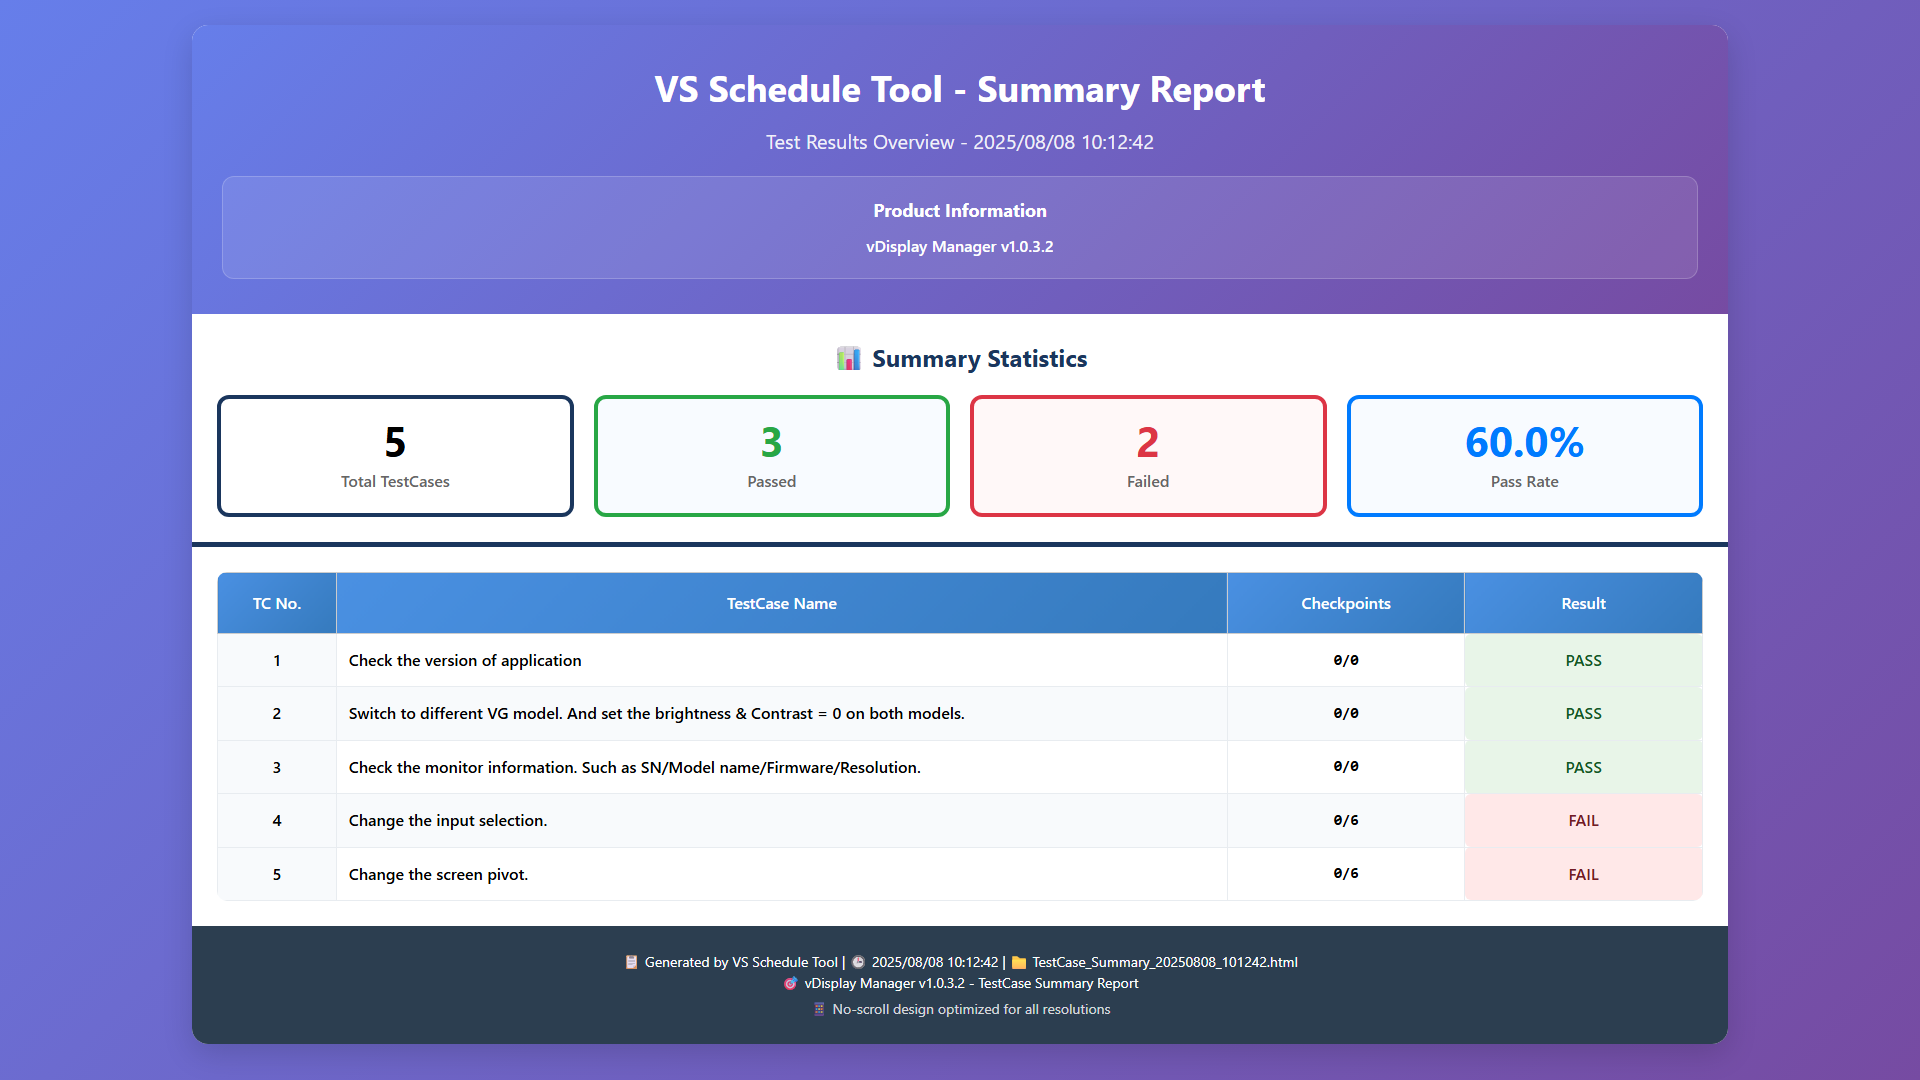 VS Schedule Tool - Summary Report
Test Results Overview - 2025/08/08 10:12:42
Product Information
vDisplay Manager v1.0.3.2
📊 Summary Statistics
5
Total TestCases
3
Passed
2
Failed
60.0%
Pass Rate
TC No. TestCase Name Checkpoints Result
1 Check the version of application 0/0 PASS
2 Switch to different VG model. And set the brightness & Contrast = 0 on both models. 0/0 PASS
3 Check the monitor information. Such as SN/Model name/Firmware/Resolution. 0/0 PASS
4 Change the input selection. 0/6 FAIL
5 Change the screen pivot. 0/6 FAIL
📋 Generated by VS Schedule Tool | 🕒 2025/08/08 10:12:42 | 📁 TestCase_Summary_20250808_101242.html
🎯 vDisplay Manager v1.0.3.2 - TestCase Summary Report
📱 No-scroll design optimized for all resolutions